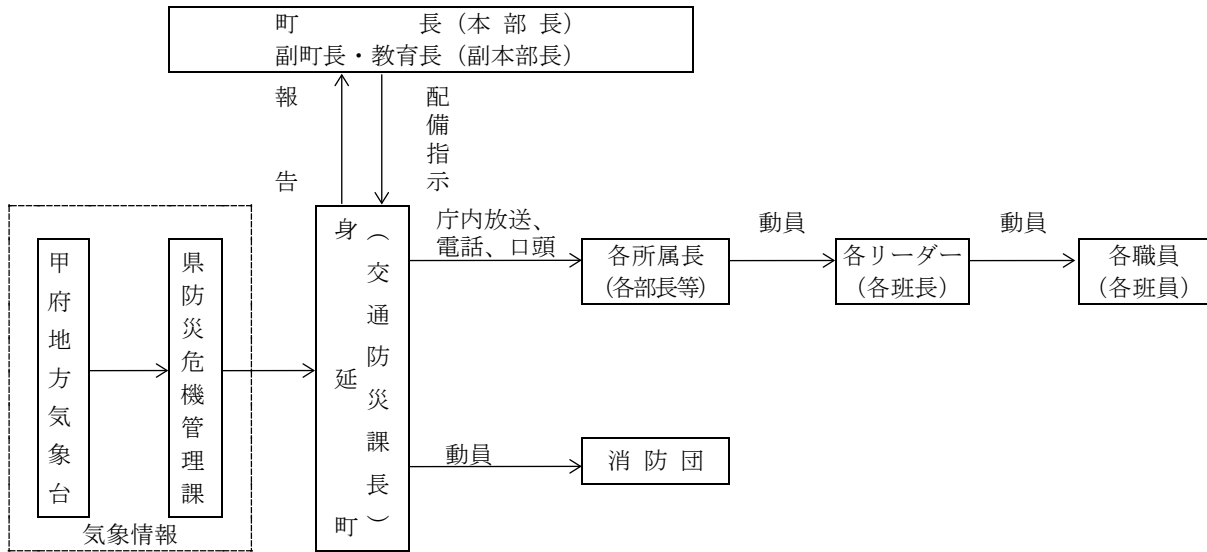 町長(本部長)
副町長・教育長(副本部長)
報告
配備指示
甲府地方気象台
県防災危機管理課
気象情報
身延町
(交通防災課長)
庁内放送、
電話、口頭
各所属長
(各部長等)
動員
各リーダー
(各班長)
動員
各職員
(各班員)
動員
消防団